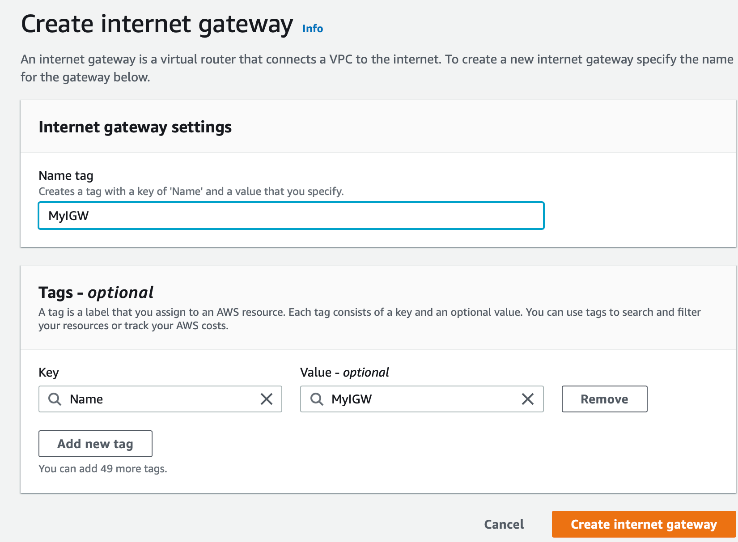 Create internet gateway Info
An internet gateway is a virtual router that connects a VPC to the internet. To create a new internet gateway specify the name
for the gateway below.
Internet gateway settings
Name tag
Creates a tag with a key of 'Name' and a value that you specify.
MyIGW
Tags - optional
A tag is a label that you assign to an AWS resource. Each tag consists of a key and an optional value. You can use tags to search and filter
your resources or track your AWS costs.
Key Value - optional
Name MyIGW Remove
Add new tag
You can add 49 more tags.
Cancel Create internet gateway